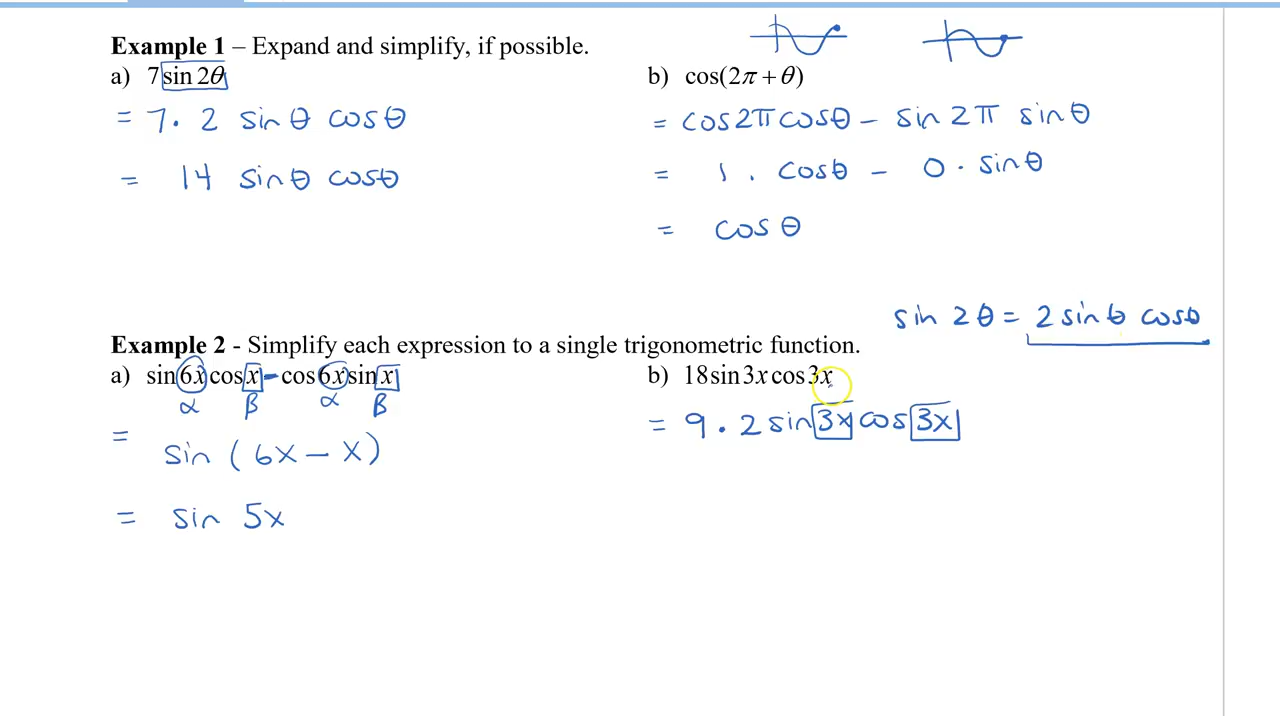 Example 1 – Expand and simplify, if possible.
a) 7 sin 2θ
= 7 · 2 sin θ cos θ
= 14 sin θ cos θ
b) cos(2π + θ)
= cos 2π cos θ – sin 2π sin θ
= 1 · cos θ – 0 · sin θ
= cos θ
sin 2θ = 2 sin θ cos θ
Example 2 - Simplify each expression to a single trigonometric function.
a) sin 6x cos x – cos 6x sin x
α β α β
= sin (6x – x)
= sin 5x
b) 18 sin 3x cos 3x
= 9 · 2 sin 3x cos 3x